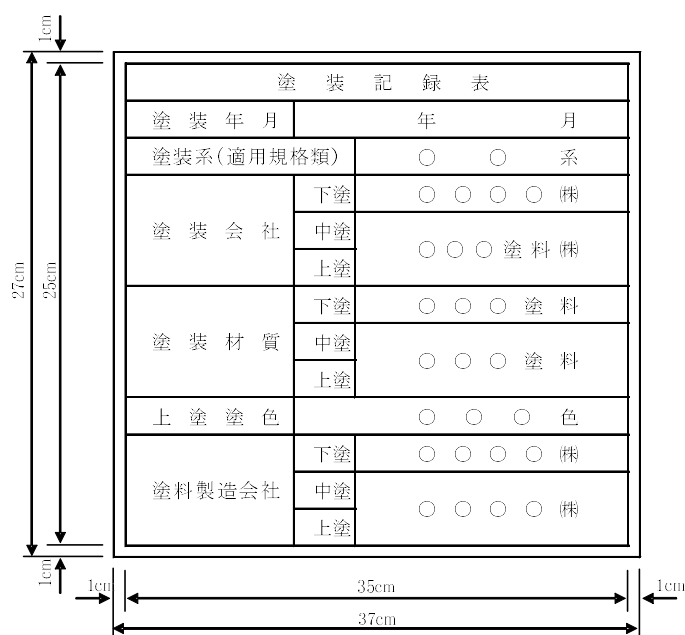 1cm
27cm
25cm
塗装記録表
塗装年月 年 月
塗装系(適用規格類) ○ ○ 系
塗装会社
下塗 ○ ○ ○ ○ ㈱
中塗
上塗
○ ○ ○ 塗 料 ㈱
塗装材質
下塗 ○ ○ ○ 塗 料
中塗
上塗
○ ○ ○ 塗 料
上塗塗色 ○ ○ ○ 色
塗料製造会社
下塗 ○ ○ ○ ○ ㈱
中塗
上塗
○ ○ ○ ○ ㈱
1cm
1cm
35cm
1cm
37cm